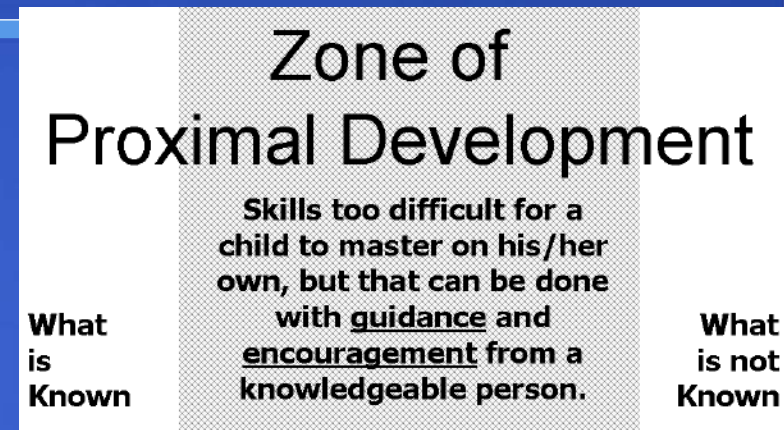 Zone of
Proximal Development
Skills too difficult for a
child to master on his/her
own, but that can be done
with guidance and
encouragement from a
knowledgeable person.
What
is
Known
What
is not
Known